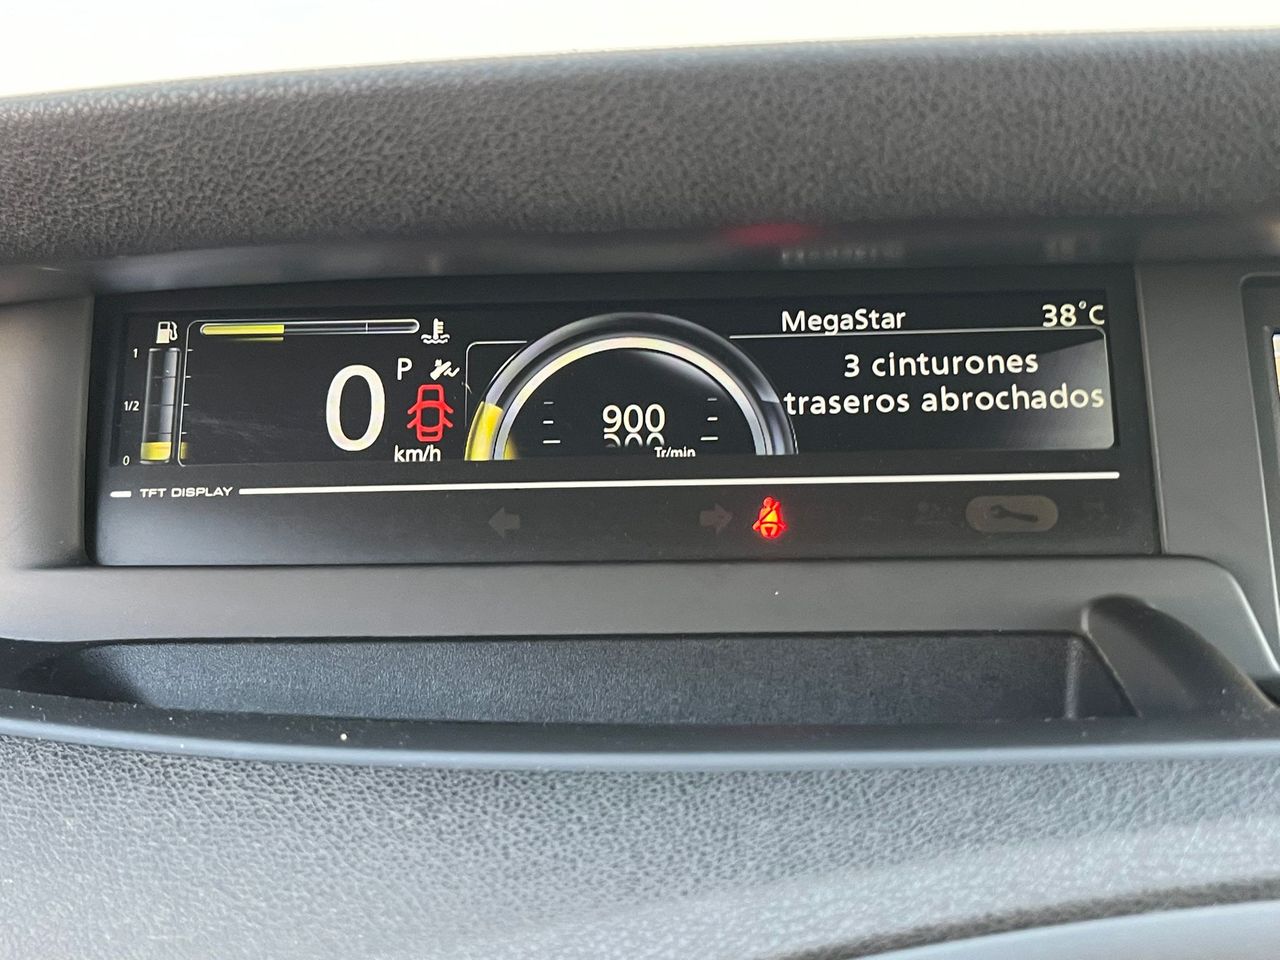 MegaStar 38°C
3 cinturones
traseros abrochados
1
1/2
0
P
0
km/h
900
Tr/min
TFT DISPLAY